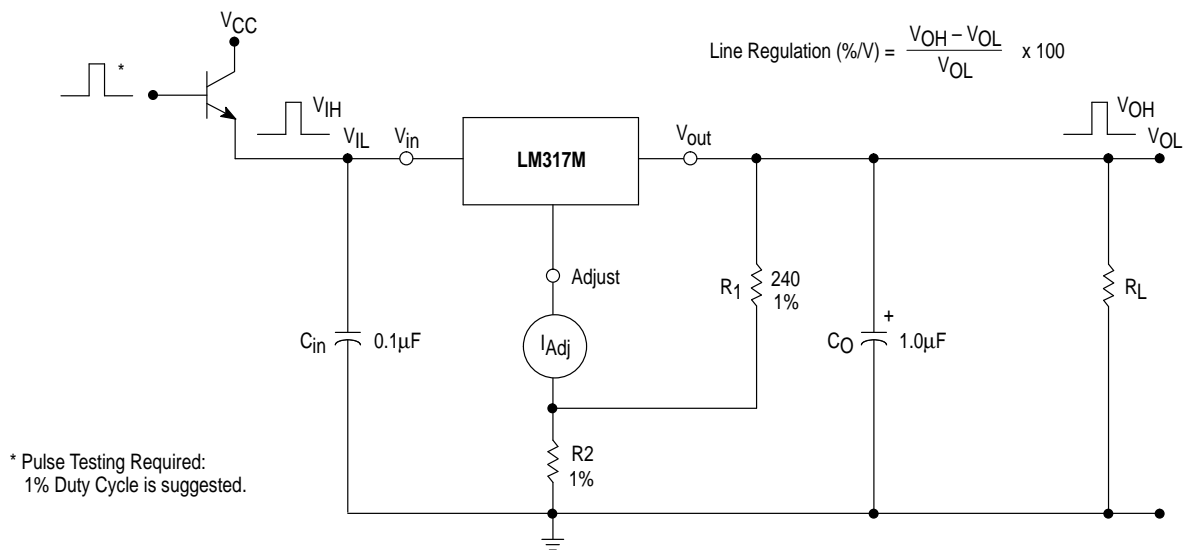 VCC
Line Regulation (%/V) = VOH – VOL / VOL x 100
*
VIH
VIL
Vin
LM317M
Vout
VOH
VOL
Adjust
R1
240
1%
RL
Cin
0.1μF
IAdj
+
CO
1.0μF
R2
1%
* Pulse Testing Required:
1% Duty Cycle is suggested.